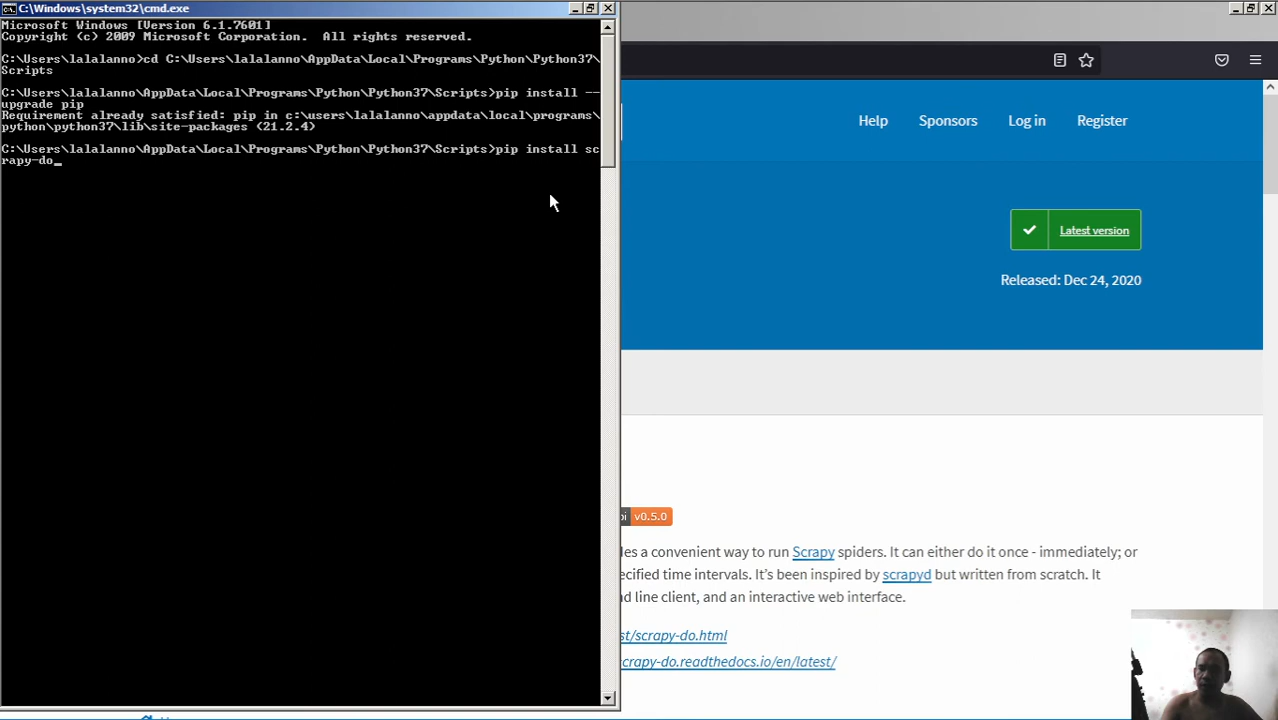 C:\Windows\system32\cmd.exe
Microsoft Windows [Version 6.1.7601]
Copyright (c) 2009 Microsoft Corporation.  All rights reserved.
C:\Users\lalalanno>cd C:\Users\lalalanno\AppData\Local\Programs\Python\Python37\
Scripts
C:\Users\lalalanno\AppData\Local\Programs\Python\Python37\Scripts>pip install --
upgrade pip
Requirement already satisfied: pip in c:\users\lalalanno\appdata\local\programs\
python\python37\lib\site-packages (21.2.4)
C:\Users\lalalanno\AppData\Local\Programs\Python\Python37\Scripts>pip install sc
rapy-do_
Help Sponsors Log in Register
Latest version
Released: Dec 24, 2020
pi v0.5.0
les a convenient way to run Scrapy spiders. It can either do it once - immediately; or
ecified time intervals. It’s been inspired by scrapyd but written from scratch. It
nd line client, and an interactive web interface.
st/scrapy-do.html
scrapy-do.readthedocs.io/en/latest/